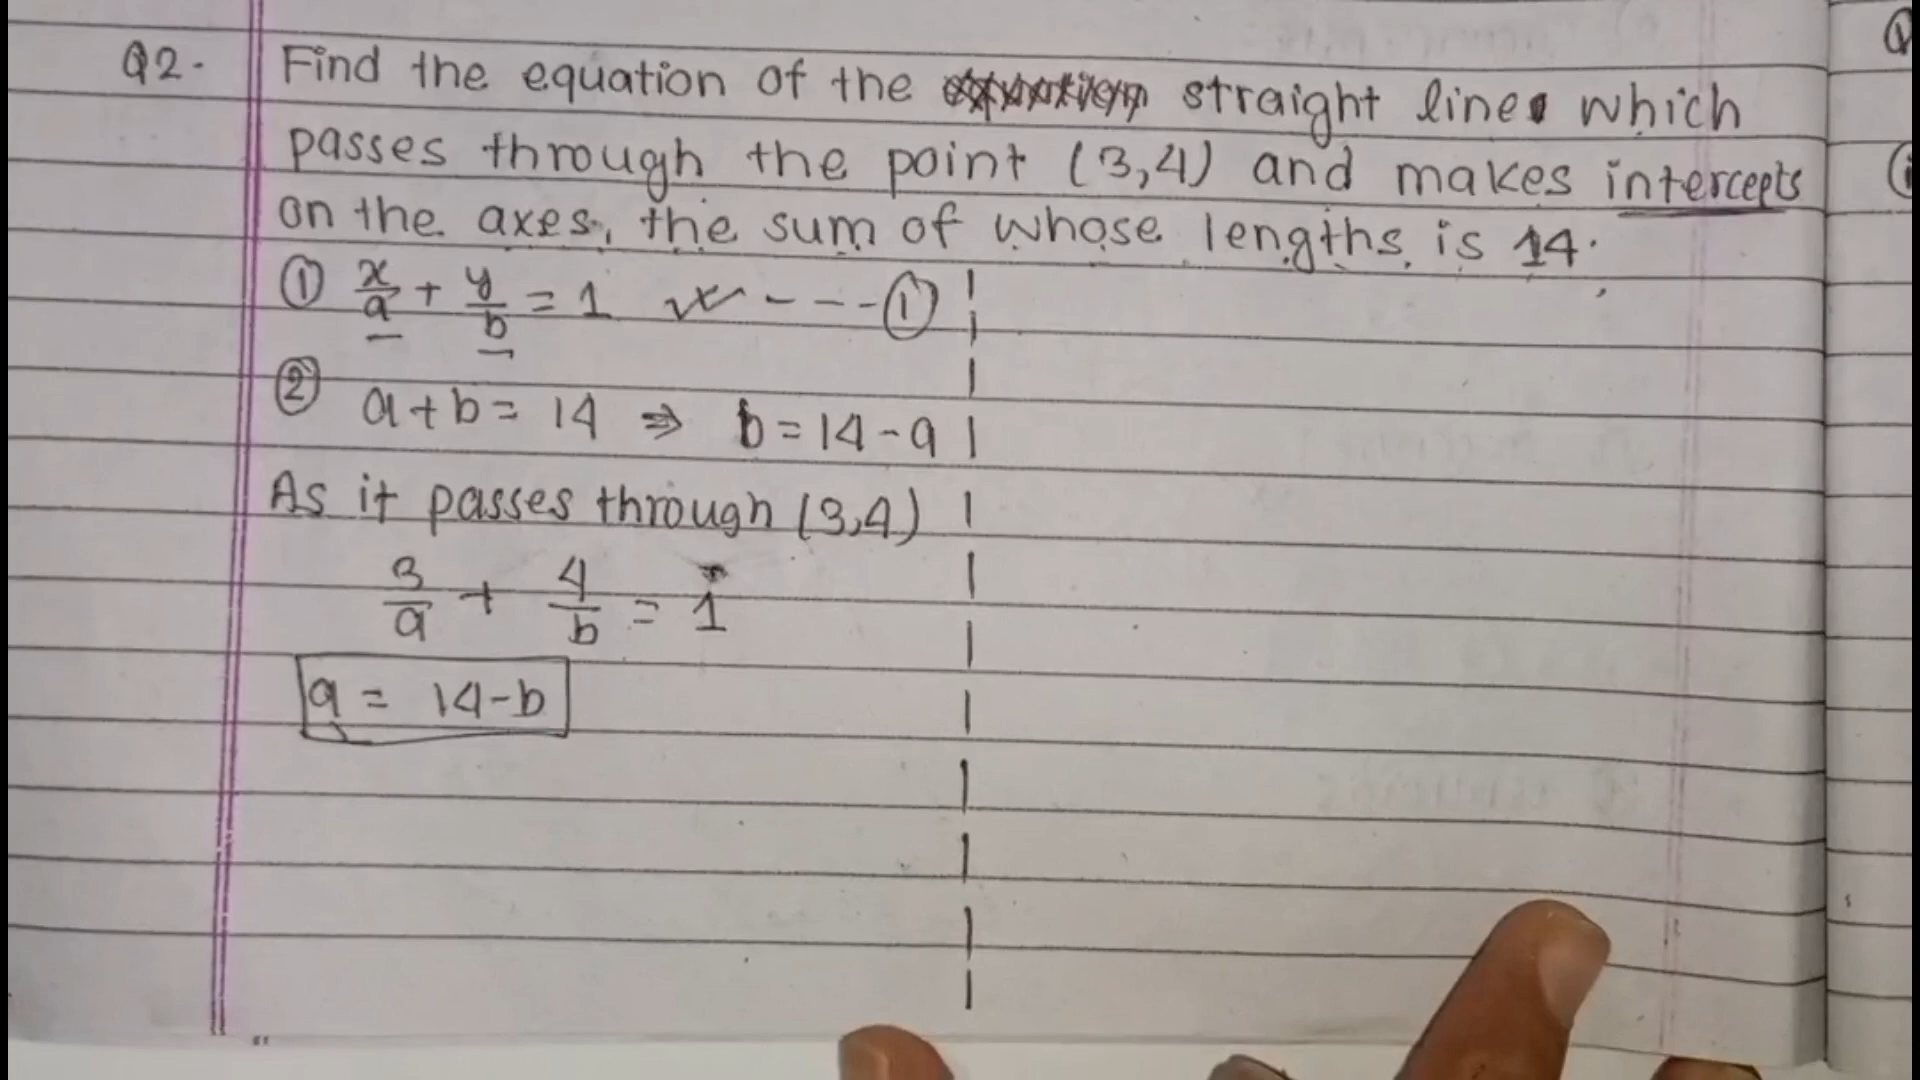 Q2. Find the equation of the straight line which
passes through the point (3,4) and makes intercepts
on the axes, the sum of whose lengths is 14.
① x/a + y/b = 1 ---- ①
② a+b = 14 ⇒ b = 14 - a
As it passes through (3,4)
3/a + 4/b = 1
a = 14-b